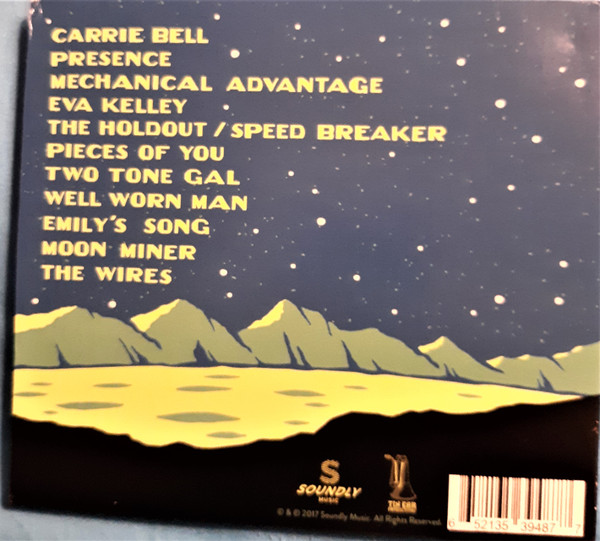 CARRIE BELL
PRESENCE
MECHANICAL ADVANTAGE
EVA KELLEY
THE HOLDOUT / SPEED BREAKER
PIECES OF YOU
TWO TONE GAL
WELL WORN MAN
EMILY'S SONG
MOON MINER
THE WIRES
S
SOUNDLY
MUSIC
TIN EAR
© & © 2017 Soundly Music. All Rights Reserved.
6 52135 39487 7